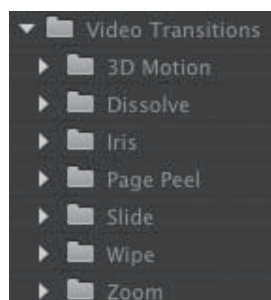 Video Transitions
3D Motion
Dissolve
Iris
Page Peel
Slide
Wipe
Zoom